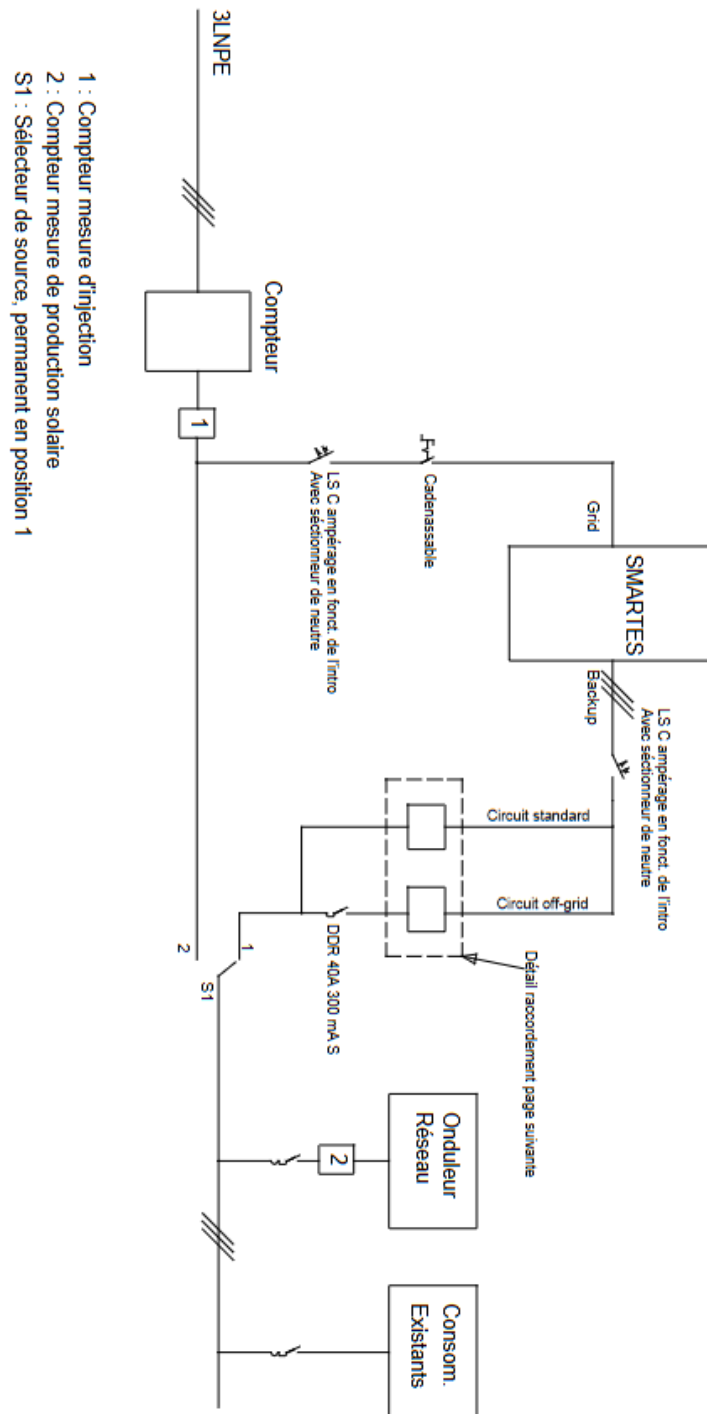 3LNPE
Compteur
1
LS C ampérage en fonct. de l'intro
Avec séctionneur de neutre
Cadenassable
Grid
SMARTES
Backup
LS C ampérage en fonct. de l'intro
Avec séctionneur de neutre
Circuit standard
Circuit off-grid
Détail raccordement page suivante
DDR 40A 300 mA S
1
2
S1
2
Onduleur
Réseau
Consom.
Existants
1 : Compteur mesure d'injection
2 : Compteur mesure de production solaire
S1 : Sélecteur de source, permanent en position 1